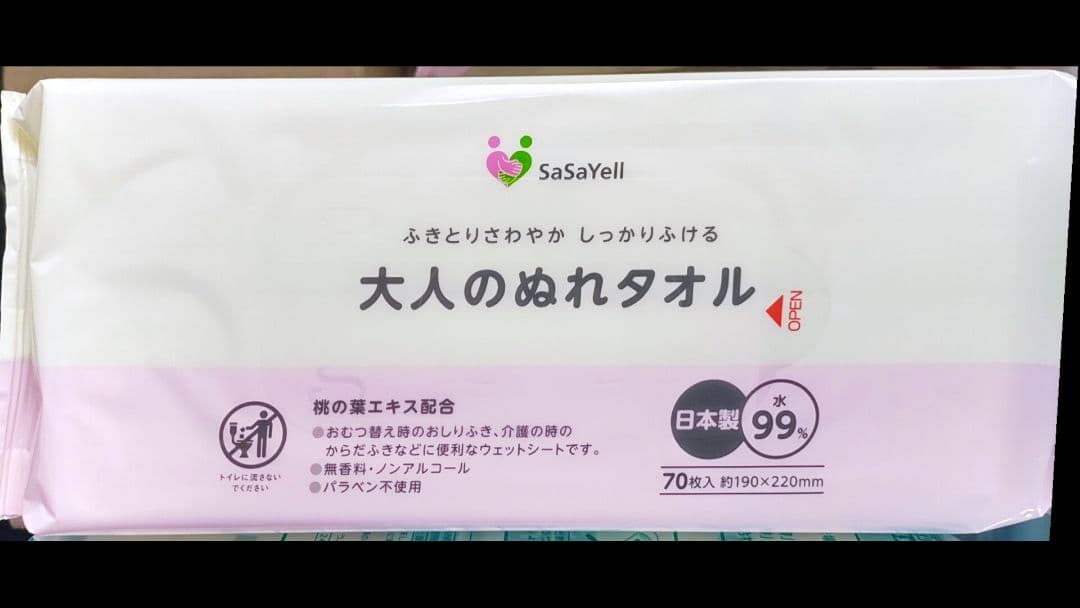 SaSaYell
ふきとりさわやか しっかりふける
大人のぬれタオル
OPEN
トイレに流さない
でください
桃の葉エキス配合
●おむつ替え時のおしりふき、介護の時の
からだふきなどに便利なウェットシートです。
●無香料・ノンアルコール
●パラベン不使用
日本製
水
99%
70枚入 約190×220mm